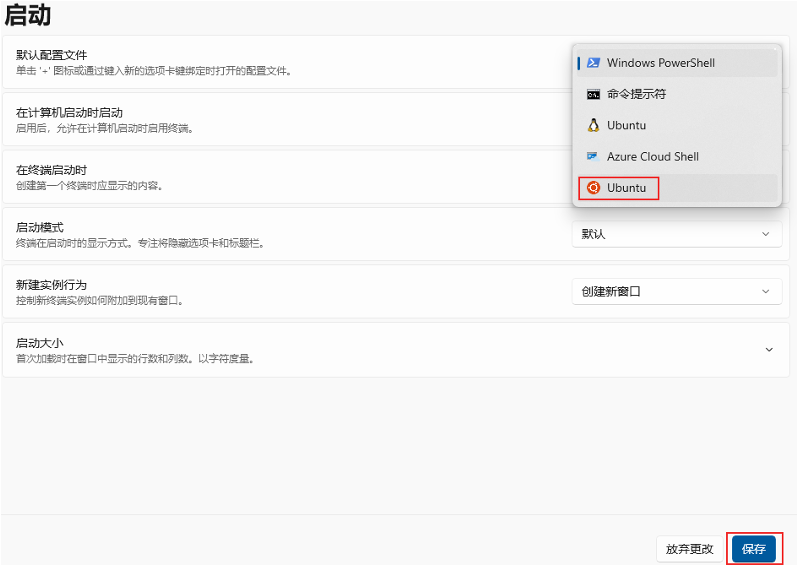 启动
默认配置文件
单击 '+' 图标或通过键入新的选项卡键绑定时打开的配置文件。
Windows PowerShell
命令提示符
Ubuntu
Azure Cloud Shell
Ubuntu
在计算机启动时启动
启用后，允许在计算机启动时启用终端。
在终端启动时
创建第一个终端时应显示的内容。
启动模式
终端在启动时的显示方式。专注将隐藏选项卡和标题栏。
默认
新建实例行为
控制新终端实例如何附加到现有窗口。
创建新窗口
启动大小
首次加载时在窗口中显示的行数和列数。以字符度量。
放弃更改
保存